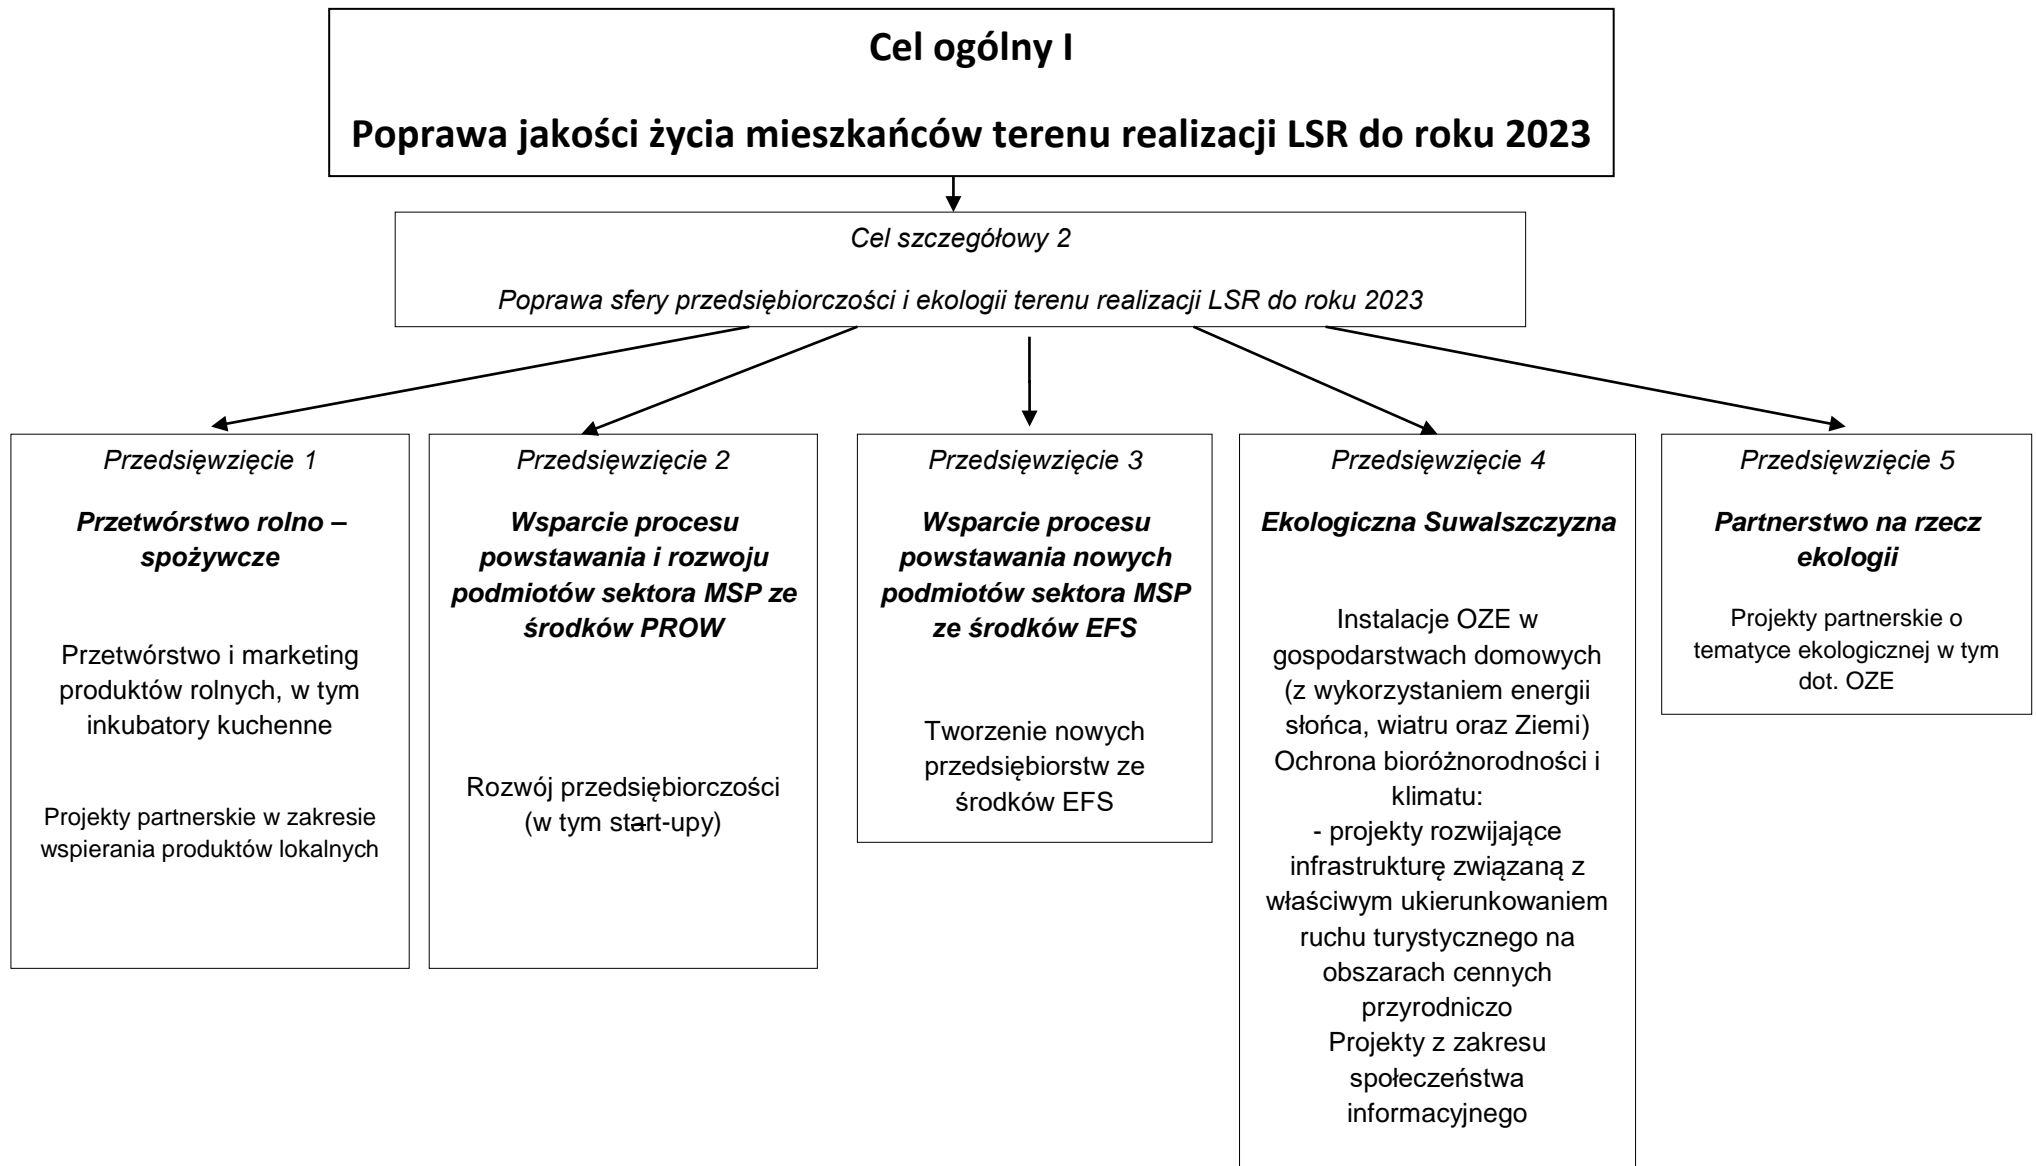 Cel ogólny I
Poprawa jakości życia mieszkańców terenu realizacji LSR do roku 2023
Cel szczegółowy 2
Poprawa sfery przedsiębiorczości i ekologii terenu realizacji LSR do roku 2023
Przedsięwzięcie 1
Przetwórstwo rolno –
spożywcze
Przetwórstwo i marketing
produktów rolnych, w tym
inkubatory kuchenne
Projekty partnerskie w zakresie
wspierania produktów lokalnych
Przedsięwzięcie 2
Wsparcie procesu
powstawania i rozwoju
podmiotów sektora MSP ze
środków PROW
Rozwój przedsiębiorczości
(w tym start-upy)
Przedsięwzięcie 3
Wsparcie procesu
powstawania nowych
podmiotów sektora MSP
ze środków EFS
Tworzenie nowych
przedsiębiorstw ze
środków EFS
Przedsięwzięcie 4
Ekologiczna Suwalszczyzna
Instalacje OZE w
gospodarstwach domowych
(z wykorzystaniem energii
słońca, wiatru oraz Ziemi)
Ochrona bioróżnorodności i
klimatu:
- projekty rozwijające
infrastrukturę związaną z
właściwym ukierunkowaniem
ruchu turystycznego na
obszarach cennych
przyrodniczo
Projekty z zakresu
społeczeństwa
informacyjnego
Przedsięwzięcie 5
Partnerstwo na rzecz
ekologii
Projekty partnerskie o
tematyce ekologicznej w tym
dot. OZE